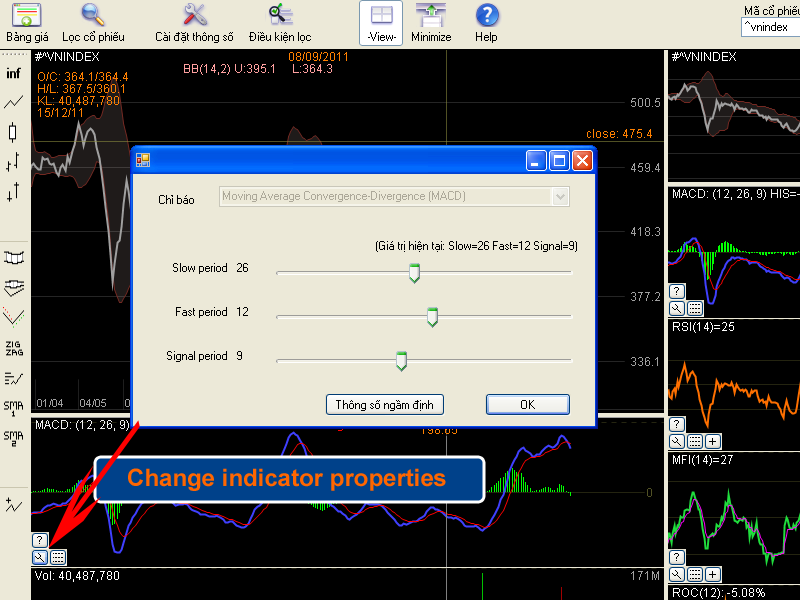 Bảng giá
Lọc cổ phiếu
Cài đặt thông số
Điều kiện lọc
-View-
Minimize
Help
Mã cổ phiếu
^vnindex
#^VNINDEX
08/09/2011
BB(14,2) U:395.1 L:364.3
O/C: 364.1/364.4
H/L: 367.5/360.1
KL: 40,487,780
15/12/11
inf
500.5
close: 475.4
459.4
418.3
377.2
336.1
Chỉ báo
Moving Average Convergence-Divergence (MACD)
(Giá trị hiện tại: Slow=26 Fast=12 Signal=9)
Slow period 26
Fast period 12
Signal period 9
Thông số ngầm định
OK
ZIG
ZAG
SMA
1
SMA
2
01/04
04/05
MACD: (12, 26, 9)
198.65
Change indicator properties
0
?
Vol: 40,487,780
171M
#^VNINDEX
MACD: (12, 26, 9) HIS=-
?
RSI(14)=25
?
MFI(14)=27
?
ROC(12):-5.08%